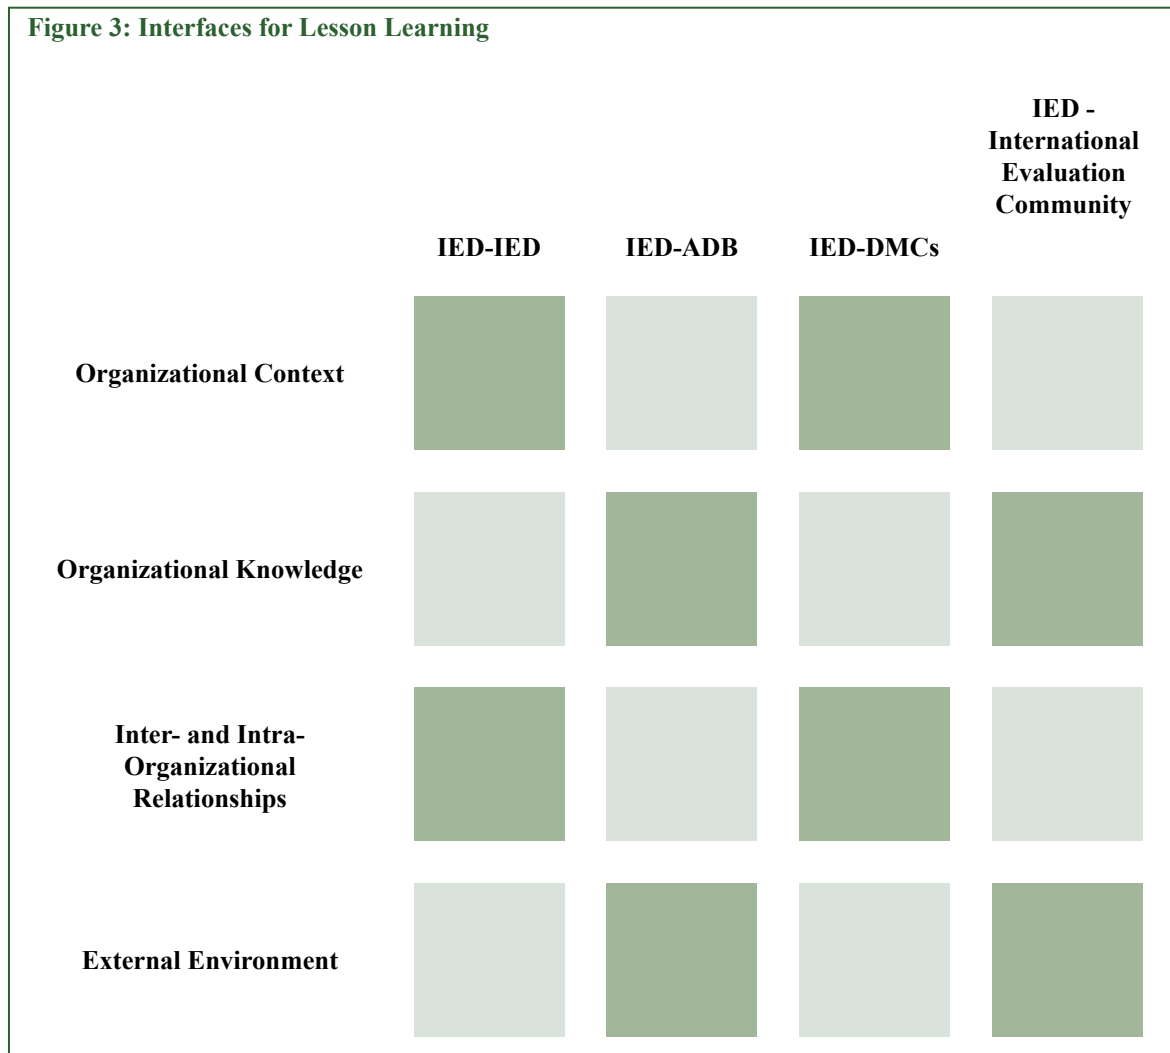 Figure 3: Interfaces for Lesson Learning
IED -
International
Evaluation
Community
IED-IED
IED-ADB
IED-DMCs
Organizational Context
Organizational Knowledge
Inter- and Intra-
Organizational
Relationships
External Environment